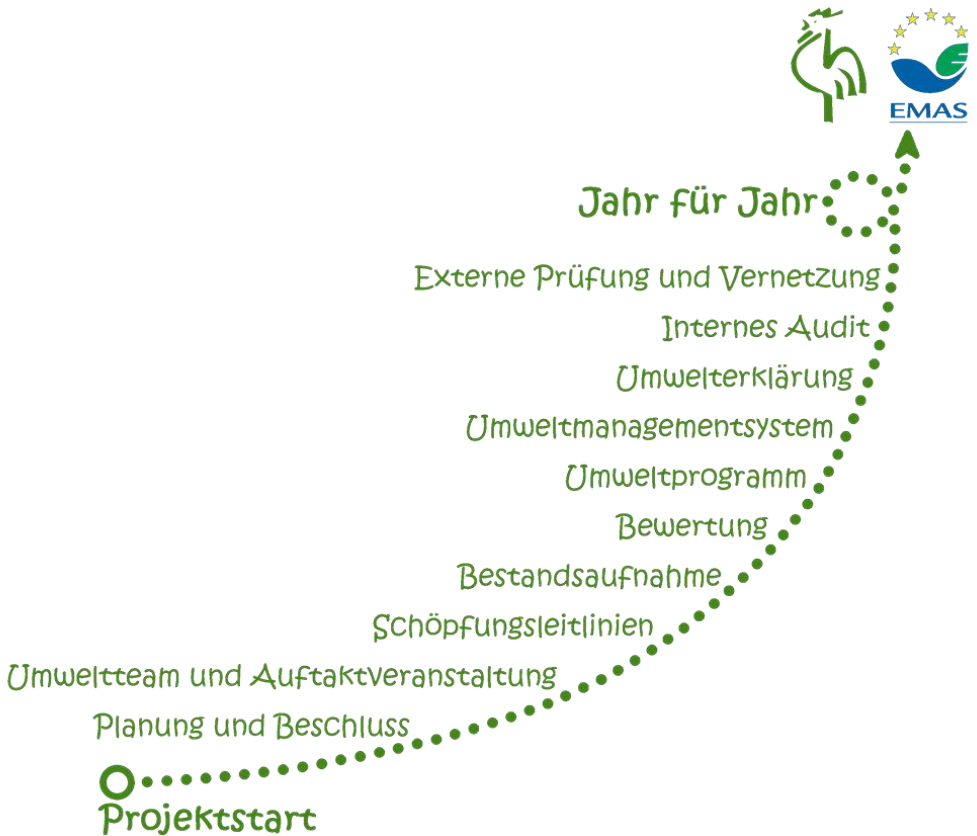 EMAS
Jahr für Jahr
Externe Prüfung und Vernetzung
Internes Audit
Umwelterklärung
Umweltmanagementsystem
Umweltprogramm
Bewertung
Bestandsaufnahme
Schöpfungsleitlinien
Umweltteam und Auftaktveranstaltung
Planung und Beschluss
Projektstart